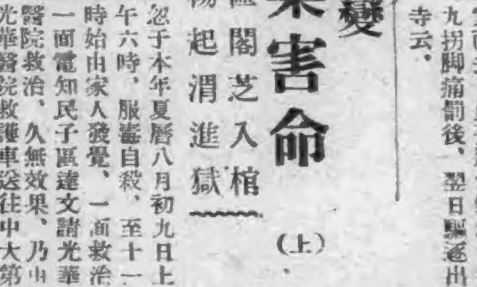 九拐脚痛罰後、翌日驅逐出
寺云、
變
害命(上)
閣芝入棺
起渭進獄
忽于本年夏曆八月初九日上
午六時、服毒自殺、至十一
時始由家人發覺、一面救治
一面電知民子區達文請光華
醫院救治、久無效果、乃由
光華醫院救護車送往中大第